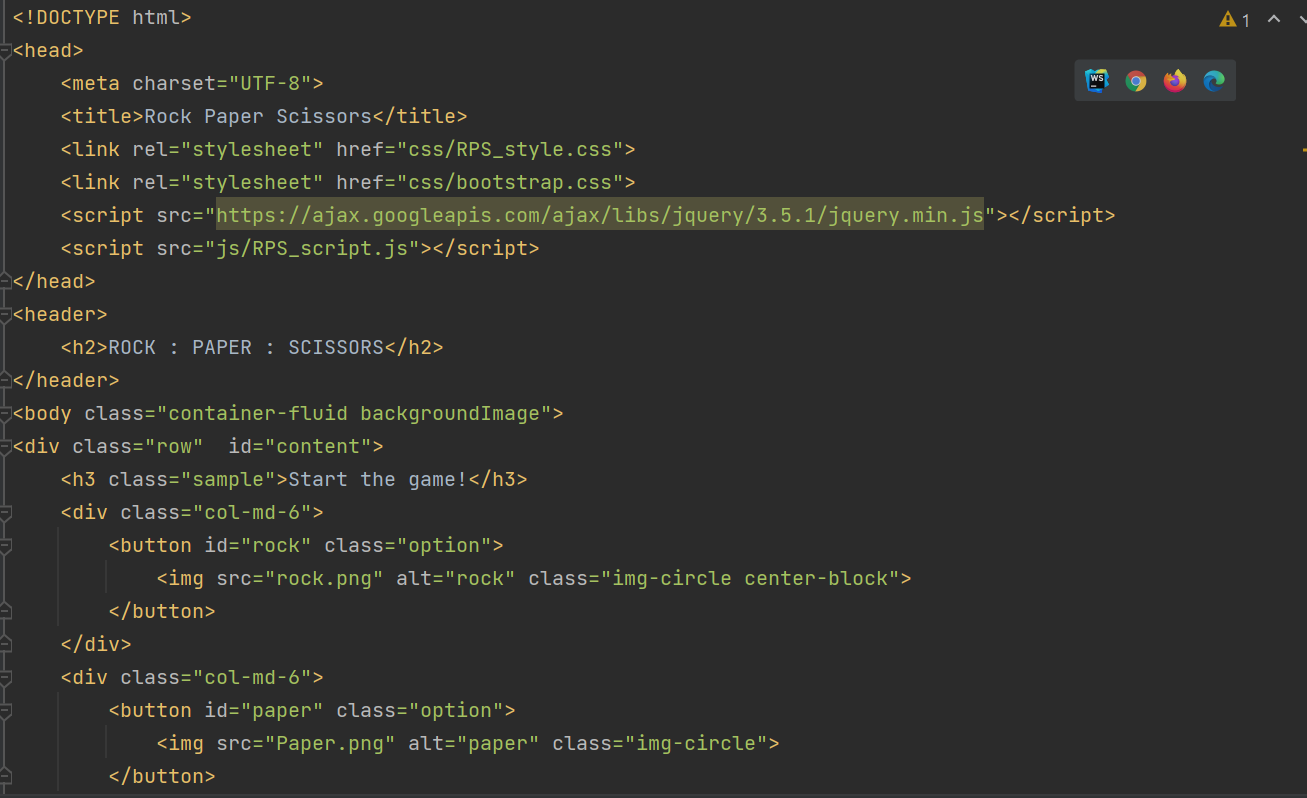 <!DOCTYPE html>
1
<head>
    <meta charset="UTF-8">
WS
    <title>Rock Paper Scissors</title>
    <link rel="stylesheet" href="css/RPS_style.css">
    <link rel="stylesheet" href="css/bootstrap.css">
    <script src="https://ajax.googleapis.com/ajax/libs/jquery/3.5.1/jquery.min.js"></script>
    <script src="js/RPS_script.js"></script>
</head>
<header>
    <h2>ROCK : PAPER : SCISSORS</h2>
</header>
<body class="container-fluid backgroundImage">
<div class="row"  id="content">
    <h3 class="sample">Start the game!</h3>
    <div class="col-md-6">
        <button id="rock" class="option">
            <img src="rock.png" alt="rock" class="img-circle center-block">
        </button>
    </div>
    <div class="col-md-6">
        <button id="paper" class="option">
            <img src="Paper.png" alt="paper" class="img-circle">
        </button>